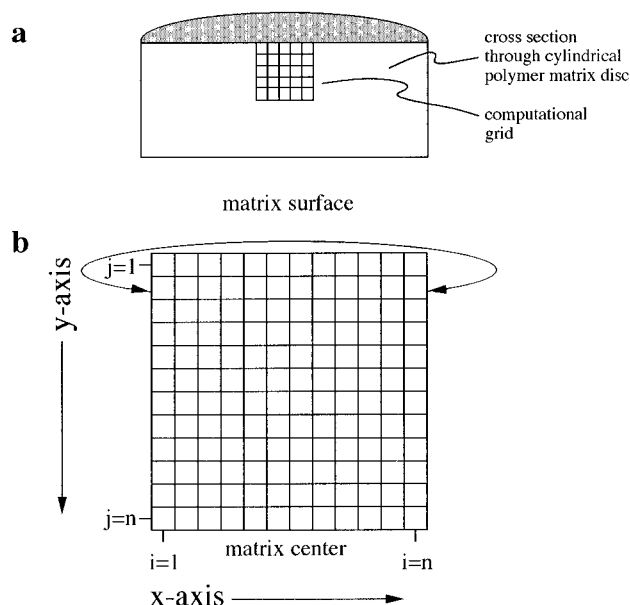 a
cross section
through cylindrical
polymer matrix disc
computational
grid
matrix surface
b
j=1
y-axis
j=n
i=1
matrix center
i=n
x-axis